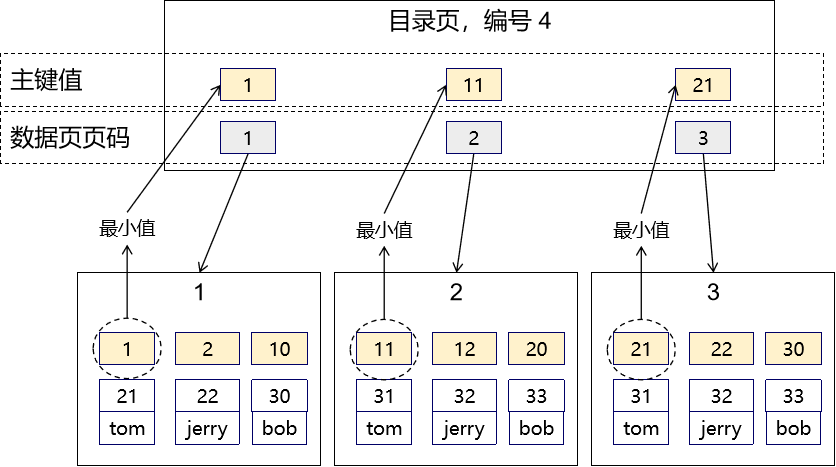 目录页，编号 4
主键值 1 11 21
数据页页码 1 2 3
最小值 最小值 最小值
1 2 3
1 2 10 11 12 20 21 22 30
21 22 30 31 32 33 31 32 33
tom jerry bob tom jerry bob tom jerry bob